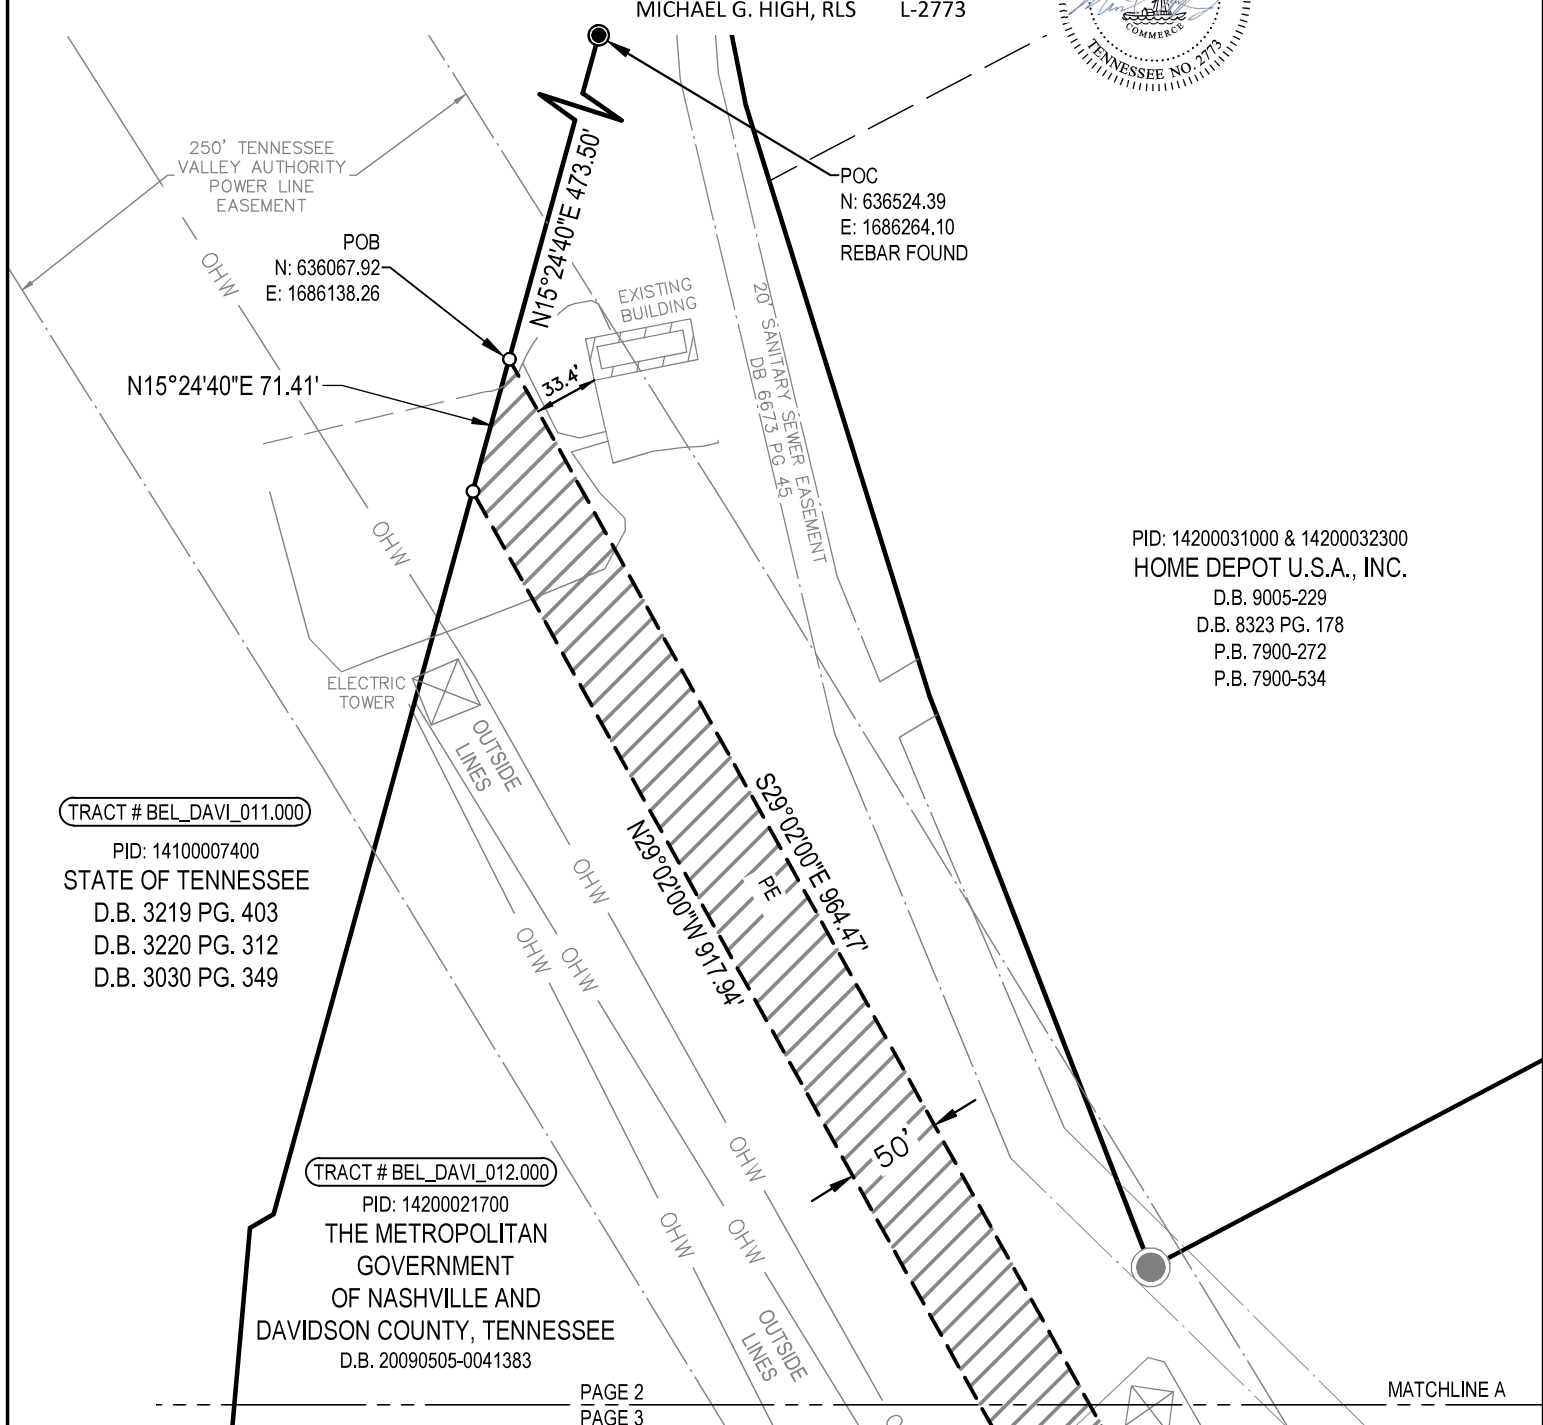 MICHAEL G. HIGH, RLS L-2773
COMMERCE
TENNESSEE NO. 2773
250' TENNESSEE
VALLEY AUTHORITY
POWER LINE
EASEMENT
N15°24'40"E 473.50'
POC
N: 636524.39
E: 1686264.10
REBAR FOUND
POB
N: 636067.92
E: 1686138.26
OHW
EXISTING
BUILDING
20' SANITARY SEWER EASEMENT
DB 6673 PG 45
N15°24'40"E 71.41'
33.4'
OHW
PID: 14200031000 & 14200032300
HOME DEPOT U.S.A., INC.
D.B. 9005-229
D.B. 8323 PG. 178
P.B. 7900-272
P.B. 7900-534
ELECTRIC
TOWER
OUTSIDE
LINES
TRACT # BEL_DAVI_011.000
PID: 14100007400
STATE OF TENNESSEE
D.B. 3219 PG. 403
D.B. 3220 PG. 312
D.B. 3030 PG. 349
S29°02'00"E 964.47'
PE
N29°02'00"W 917.94'
OHW
OHW
OHW
50'
OHW
OHW
OHW
TRACT # BEL_DAVI_012.000
PID: 14200021700
THE METROPOLITAN
GOVERNMENT
OF NASHVILLE AND
DAVIDSON COUNTY, TENNESSEE
D.B. 20090505-0041383
OUTSIDE
LINES
PAGE 2
MATCHLINE A
PAGE 3